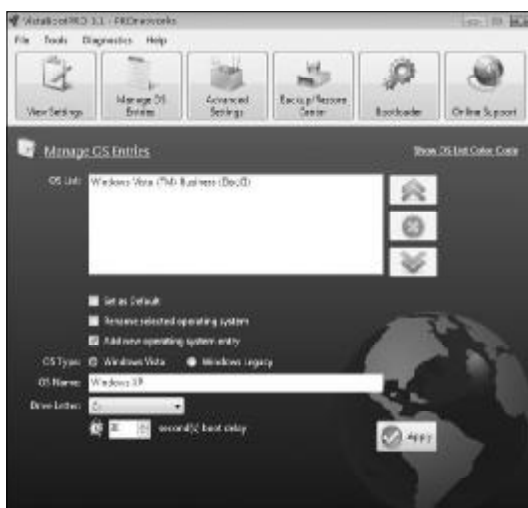 VistaBootPRO 3.1 - PROnetworks
File Tools Diagnostics Help
View Settings
Manage OS Entries
Advanced Settings
Backup/Restore Center
Bootloader
Online Support
Manage OS Entries
Show OS List Color Code
OS List:
Windows Vista (TM) Business (Default)
Set as Default
Rename selected operating system
Add new operating system entry
OS Type: Windows Vista Windows Legacy
OS Name: Windows XP
Drive Letter:
second(s) boot delay
Apply